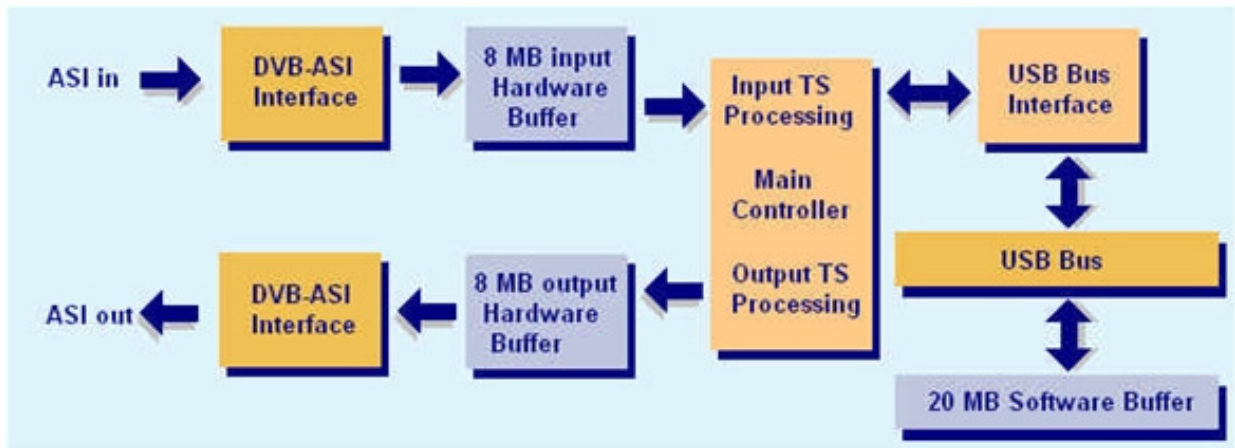 ASI in
DVB-ASI
Interface
8 MB input
Hardware
Buffer
Input TS
Processing
Main
Controller
Output TS
Processing
USB Bus
Interface
USB Bus
20 MB Software Buffer
8 MB output
Hardware
Buffer
DVB-ASI
Interface
ASI out